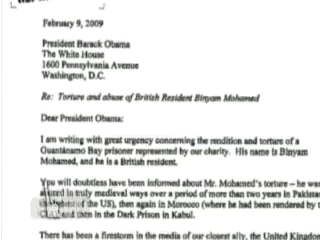 February 9, 2009
President Barack Obama
The White House
1600 Pennsylvania Avenue
Washington, D.C.
Re: Torture and abuse of British Resident Binyam Mohamed
Dear President Obama:
I am writing with great urgency concerning the rendition and torture of a
Guantánamo Bay prisoner represented by our charity. His name is Binyam
Mohamed, and he is a British resident.
You will doubtless have been informed about Mr. Mohamed's torture – he was
in truly medieval ways over a period of more than two years in Pakistan
of the US), then again in Morocco (where he had been rendered by
and then in the Dark Prison in Kabul.
There has been a firestorm in the media of our closest ally, the United Kingdom